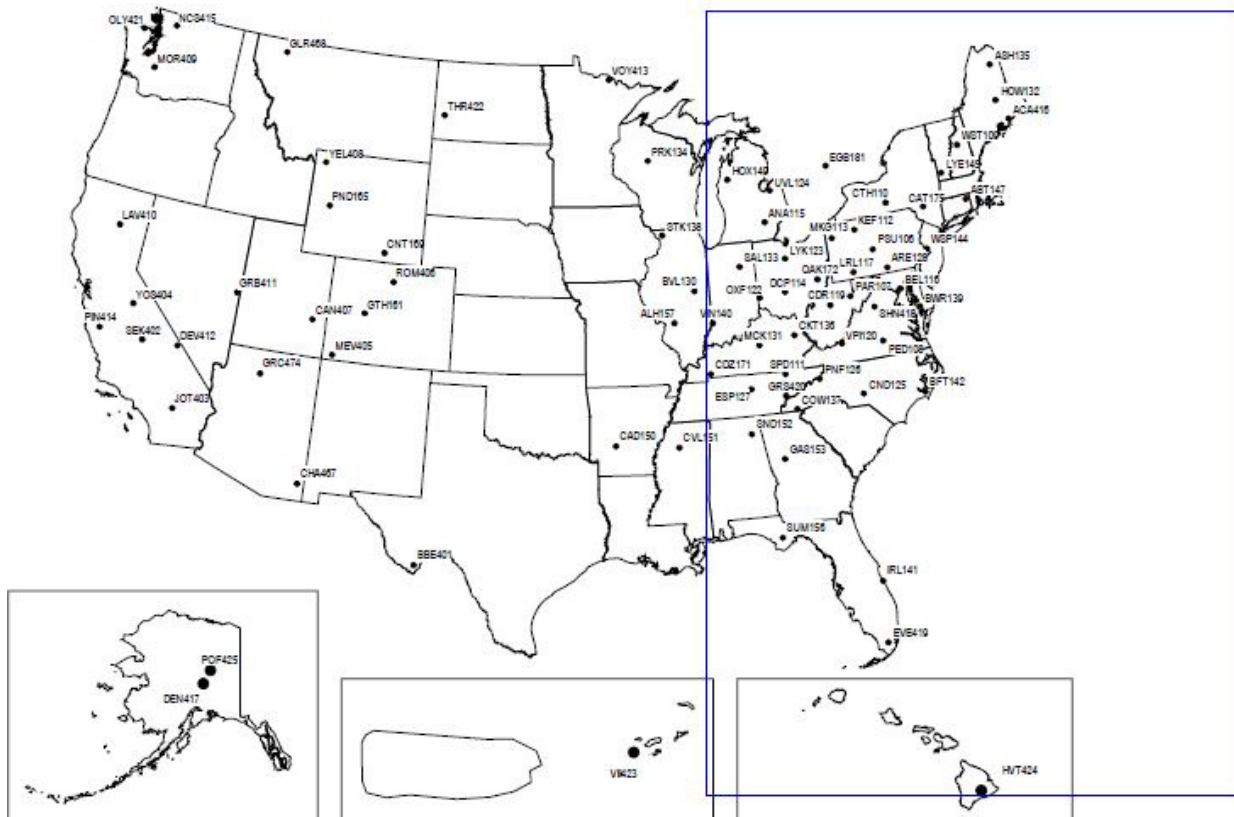 OLY421
NCS415
MOR409
GLR468
VOY413
ASH135
HOW132
ACA416
THR422
WST109
PRK134
EGB181
LYE145
YEL408
HOX148
UVL124
CTH110
CAT175
ABT147
PND165
LAV410
ANA115
KEF112
MKG113
STK138
PSU106
WSP144
CNT169
LYK123
SAL133
LRL117
ARE128
ROM406
OAK172
GRB411
BVL130
OXF122
DCP114
PAR107
BEL116
YOS404
CAN407
GTH161
CDR119
BWR139
SHN418
PIN414
SEK402
DEV412
ALH157
VIN140
CKT136
MCK131
VPI120
PED108
MEV405
GRC474
CDZ171
SPD111
PNF126
JOT403
ESP127
GRS420
CND125
BFT142
COW137
SND152
CAD150
CVL151
GAS153
CHA467
SUM156
BBE401
IRL141
EVE419
POF425
DEN417
VII423
HVT424